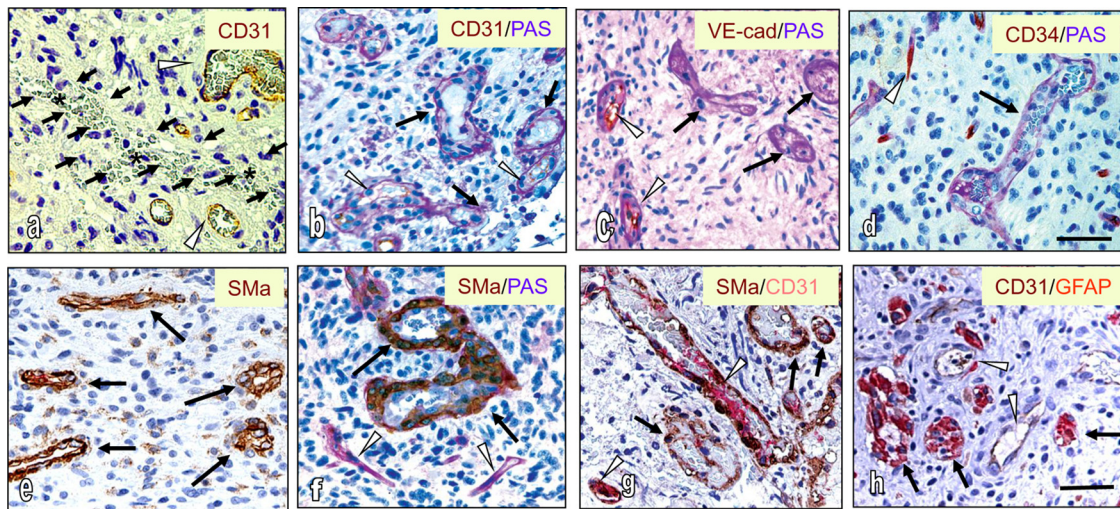 CD31
CD31/PAS
VE-cad/PAS
CD34/PAS
*
*
*
a
b
c
d
SMa
SMa/PAS
SMa/CD31
CD31/GFAP
e
f
g
h